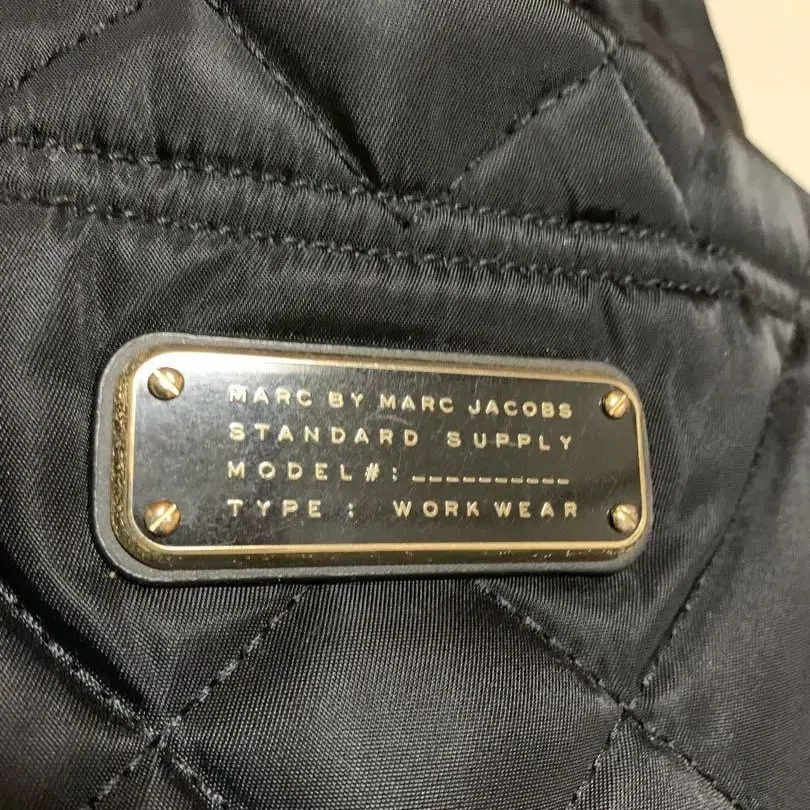 MARC BY MARC JACOBS
STANDARD SUPPLY
MODEL#: __________
TYPE : WORK WEAR